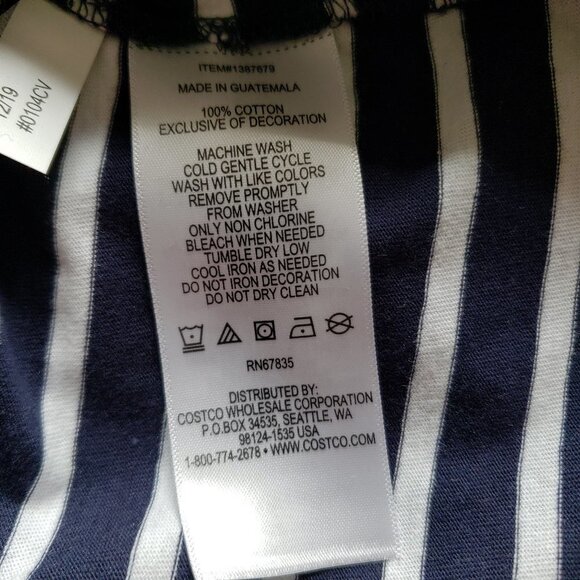 12/19
#0104CV
ITEM#1387679
MADE IN GUATEMALA
100% COTTON
EXCLUSIVE OF DECORATION
MACHINE WASH
COLD GENTLE CYCLE
WASH WITH LIKE COLORS
REMOVE PROMPTLY
FROM WASHER
ONLY NON CHLORINE
BLEACH WHEN NEEDED
TUMBLE DRY LOW
COOL IRON AS NEEDED
DO NOT IRON DECORATION
DO NOT DRY CLEAN
RN67835
DISTRIBUTED BY:
COSTCO WHOLESALE CORPORATION
P.O.BOX 34535, SEATTLE, WA
98124-1535 USA
1-800-774-2678 • WWW.COSTCO.COM